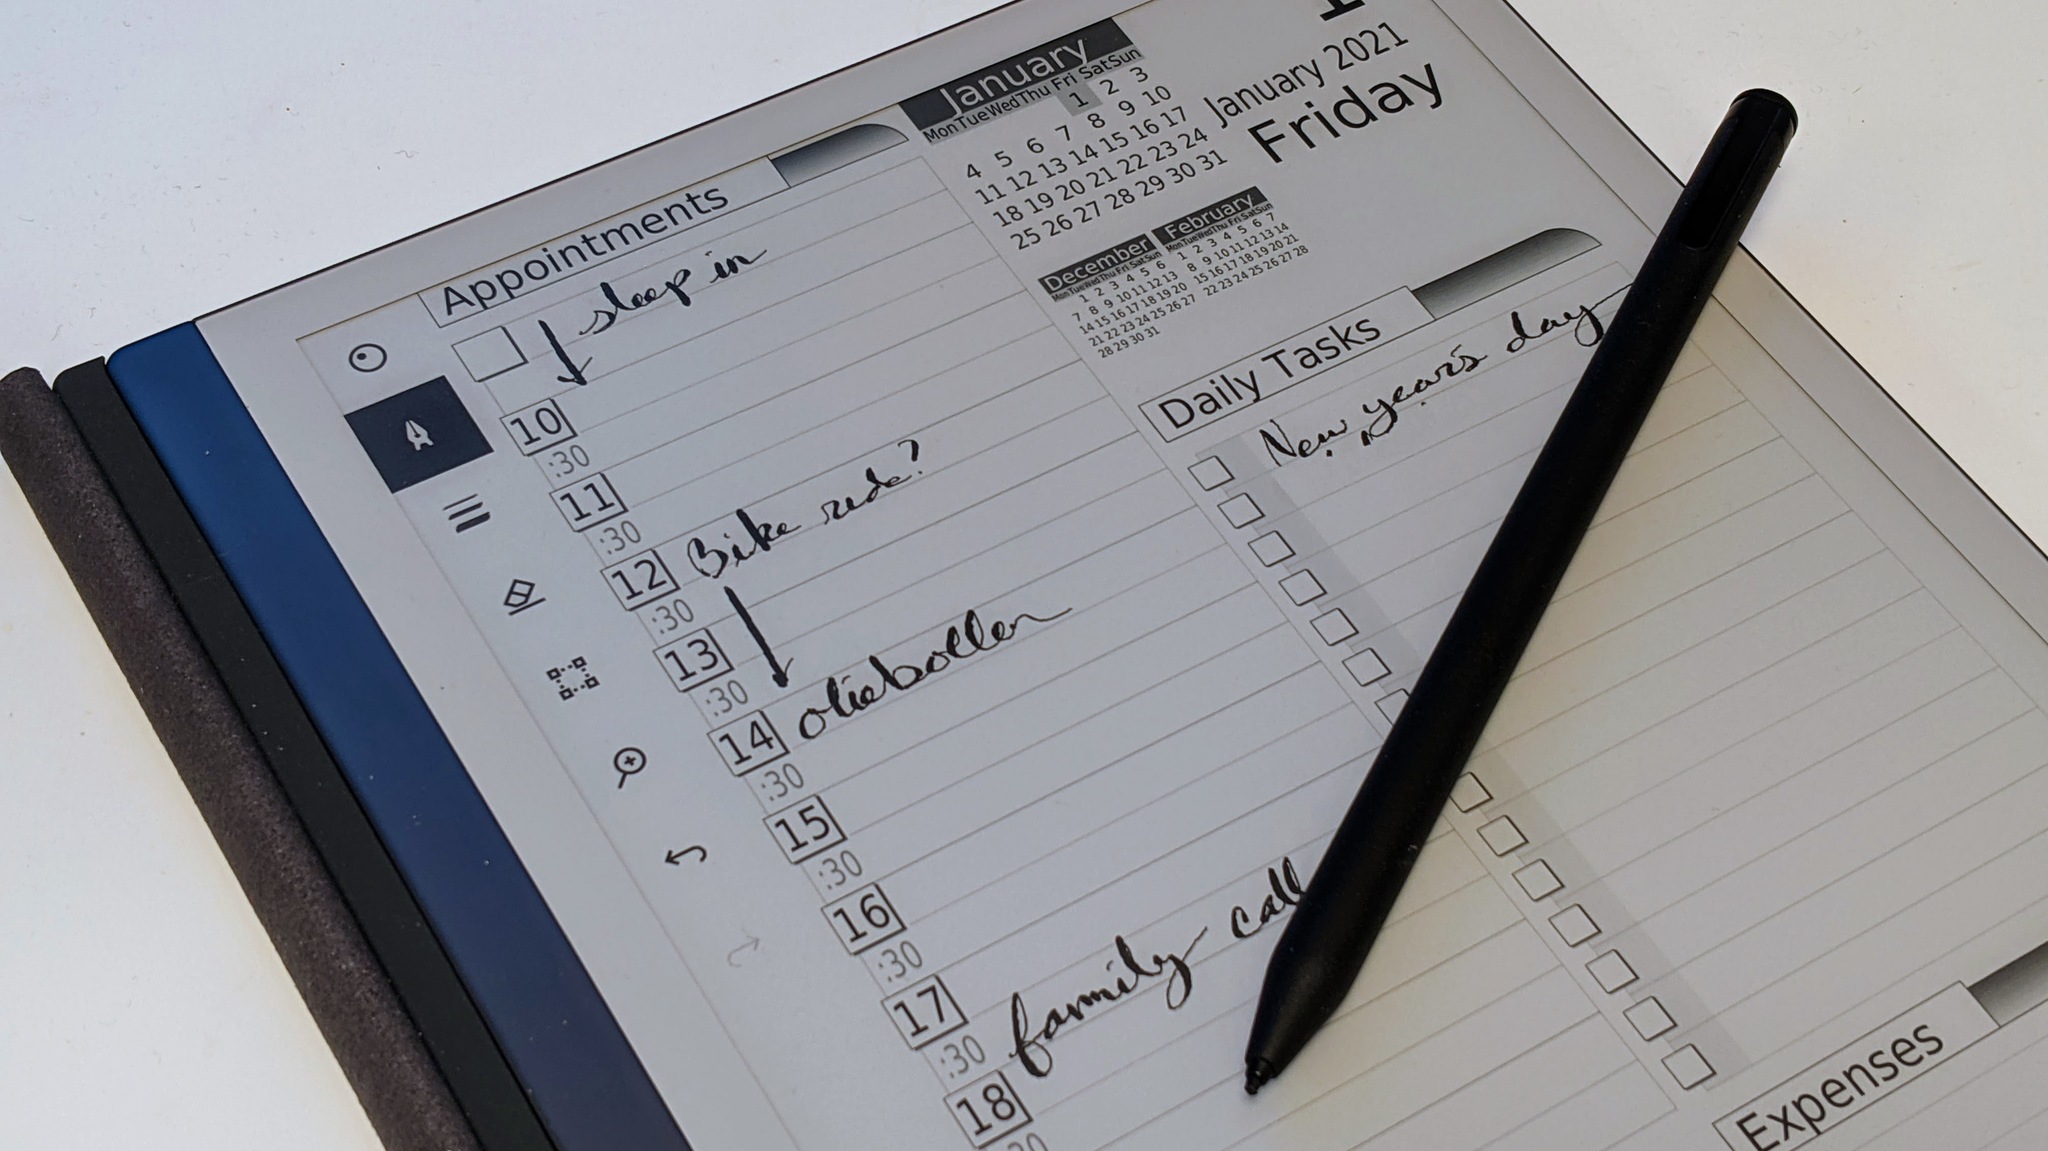 Appointments
sleep in
10
:30
11
:30
12 Bike ride?
:30
13
:30
14 oliebollen
:30
15
:30
16
:30
17
:30 family call
18
:30
January
Mon Tue Wed Thu Fri Sat Sun
1 2 3
4 5 6 7 8 9 10
11 12 13 14 15 16 17
18 19 20 21 22 23 24
25 26 27 28 29 30 31
1
January 2021
Friday
December
Mon Tue Wed Thu Fri Sat Sun
1 2 3 4 5 6
7 8 9 10 11 12 13
14 15 16 17 18 19 20
21 22 23 24 25 26 27
28 29 30 31
February
Mon Tue Wed Thu Fri Sat Sun
1 2 3 4 5 6 7
8 9 10 11 12 13 14
15 16 17 18 19 20 21
22 23 24 25 26 27 28
Daily Tasks
New year's day
Expenses